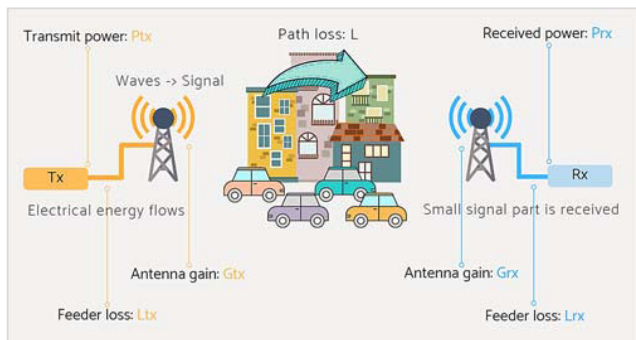 Transmit power: Ptx
Path loss: L
Received power: Prx
Waves -> Signal
Tx
Rx
Electrical energy flows
Small signal part is received
Antenna gain: Gtx
Antenna gain: Grx
Feeder loss: Ltx
Feeder loss: Lrx